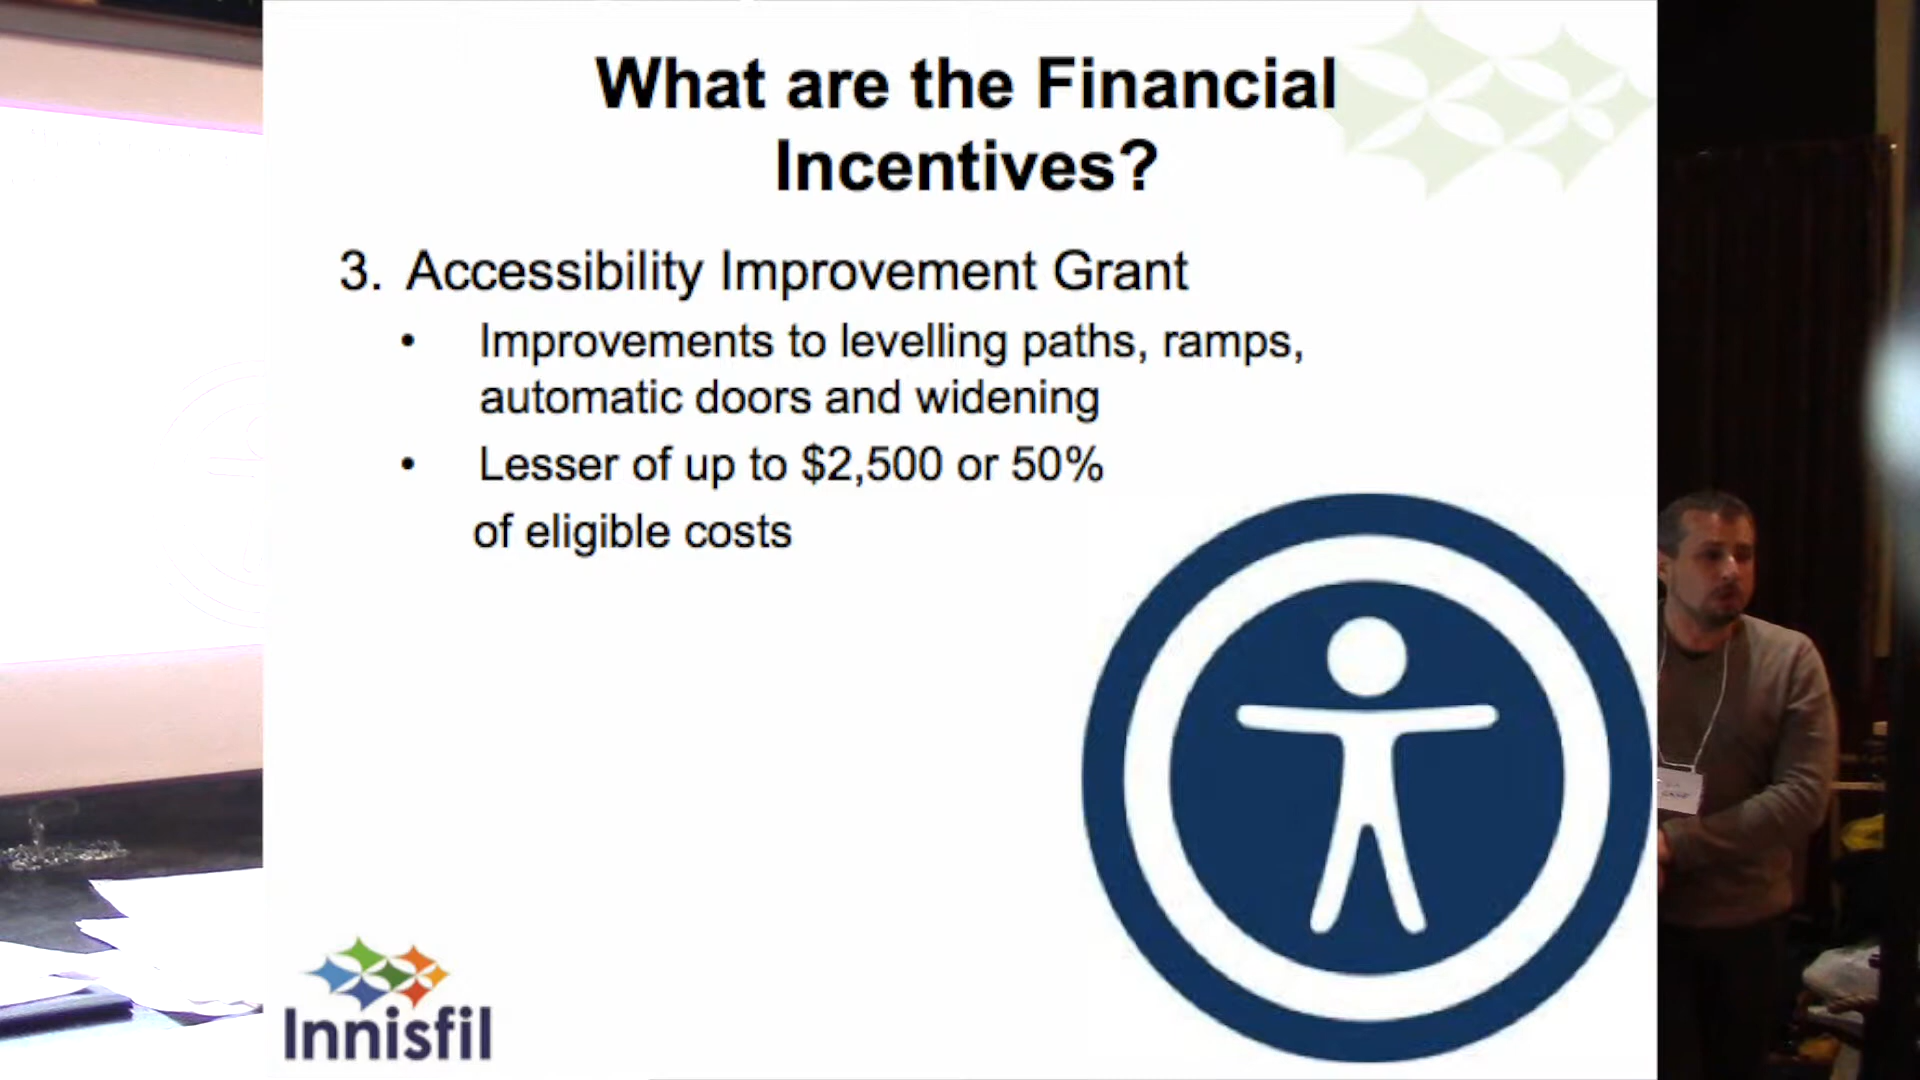 What are the Financial
Incentives?
3. Accessibility Improvement Grant
• Improvements to levelling paths, ramps,
automatic doors and widening
• Lesser of up to $2,500 or 50%
of eligible costs
Innisfil